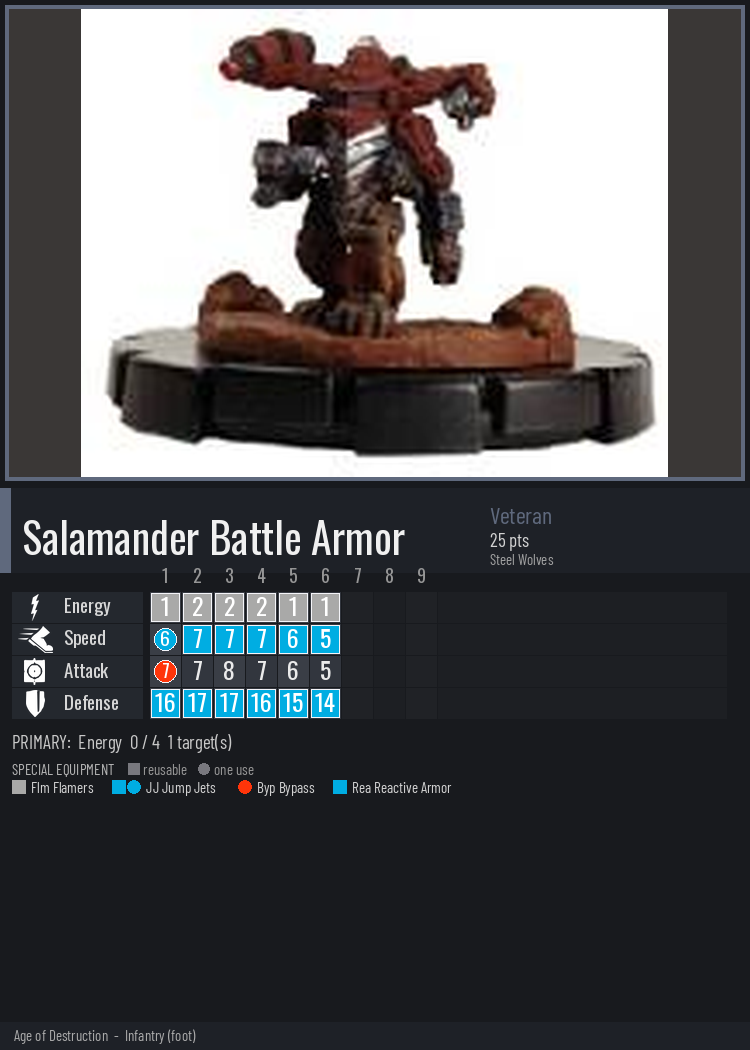 Salamander Battle Armor
Veteran
25 pts
Steel Wolves
1 2 3 4 5 6 7 8 9
Energy 1 2 2 2 1 1
Speed 6 7 7 7 6 5
Attack 7 7 8 7 6 5
Defense 16 17 17 16 15 14
PRIMARY: Energy 0 / 4 1 target(s)
SPECIAL EQUIPMENT reusable one use
Flm Flamers JJ Jump Jets Byp Bypass Rea Reactive Armor
Age of Destruction - Infantry (foot)